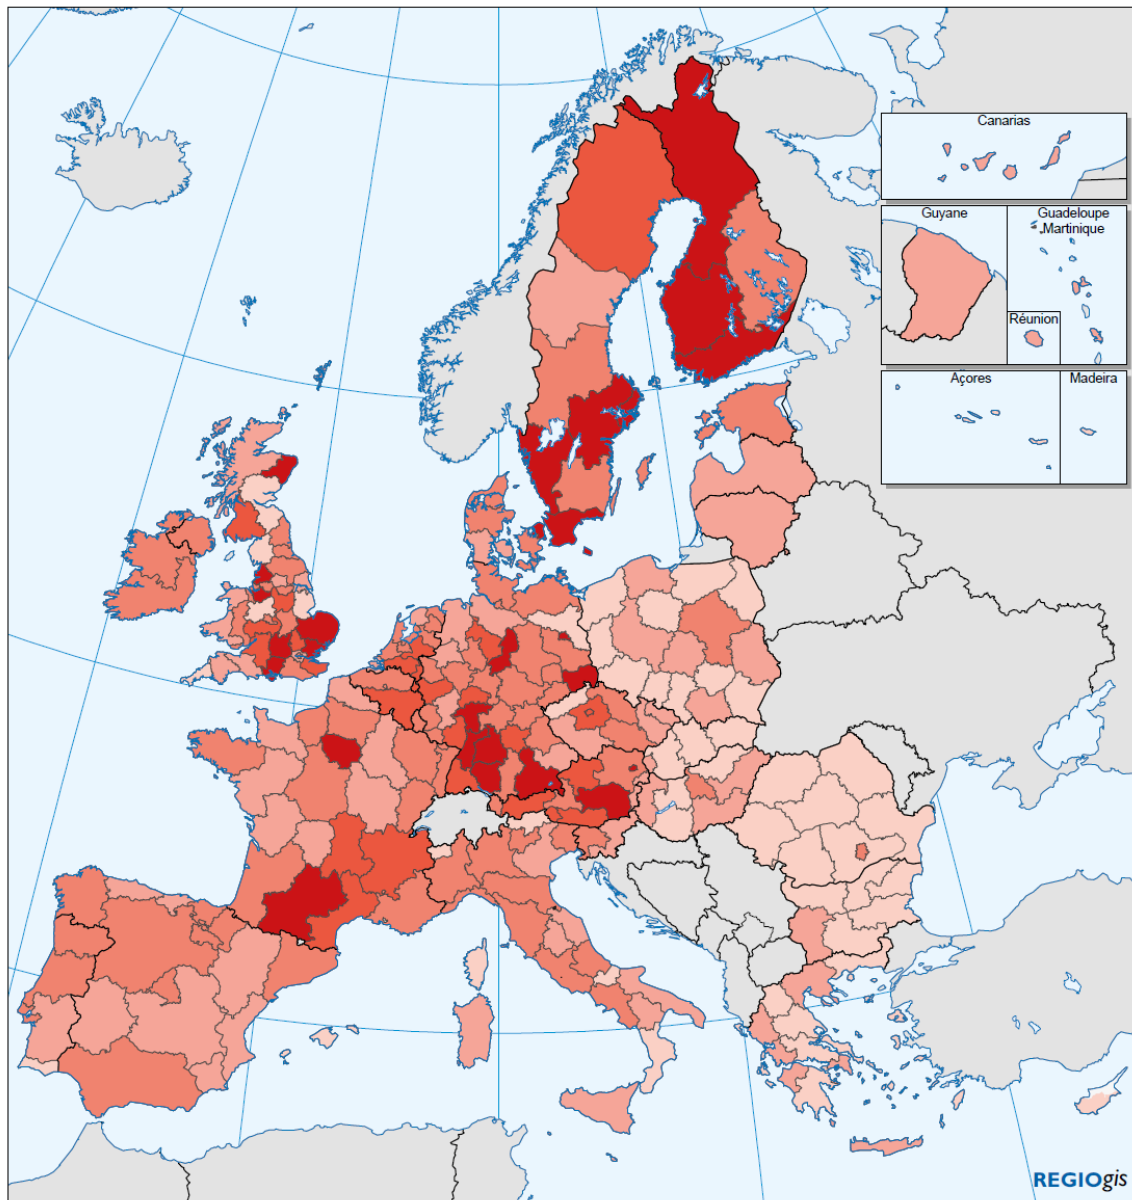 Canarias
Guyane
Guadeloupe
Martinique
Réunion
Açores
Madeira
REGIOgis